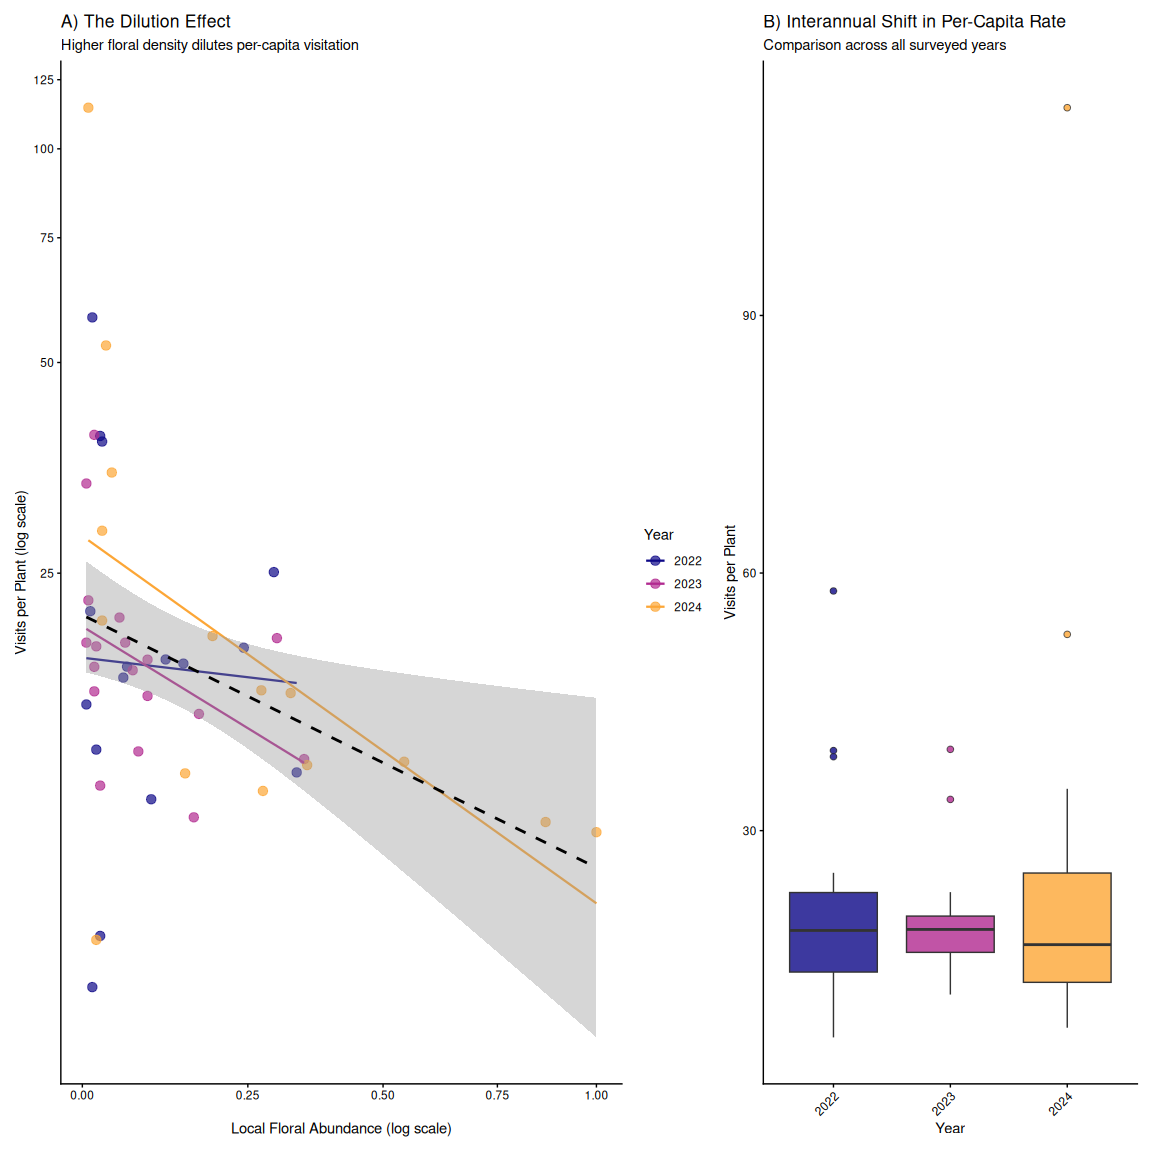 A) The Dilution Effect
Higher floral density dilutes per-capita visitation
125
100
75
50
25
Visits per Plant (log scale)
0.00
0.25
0.50
0.75
1.00
Local Floral Abundance (log scale)
Year
2022
2023
2024
B) Interannual Shift in Per-Capita Rate
Comparison across all surveyed years
90
60
30
Visits per Plant
2022
2023
2024
Year